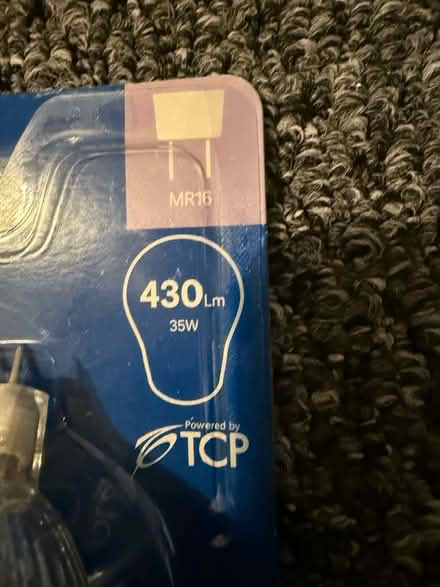 MR16
430Lm
35W
Powered by
TCP